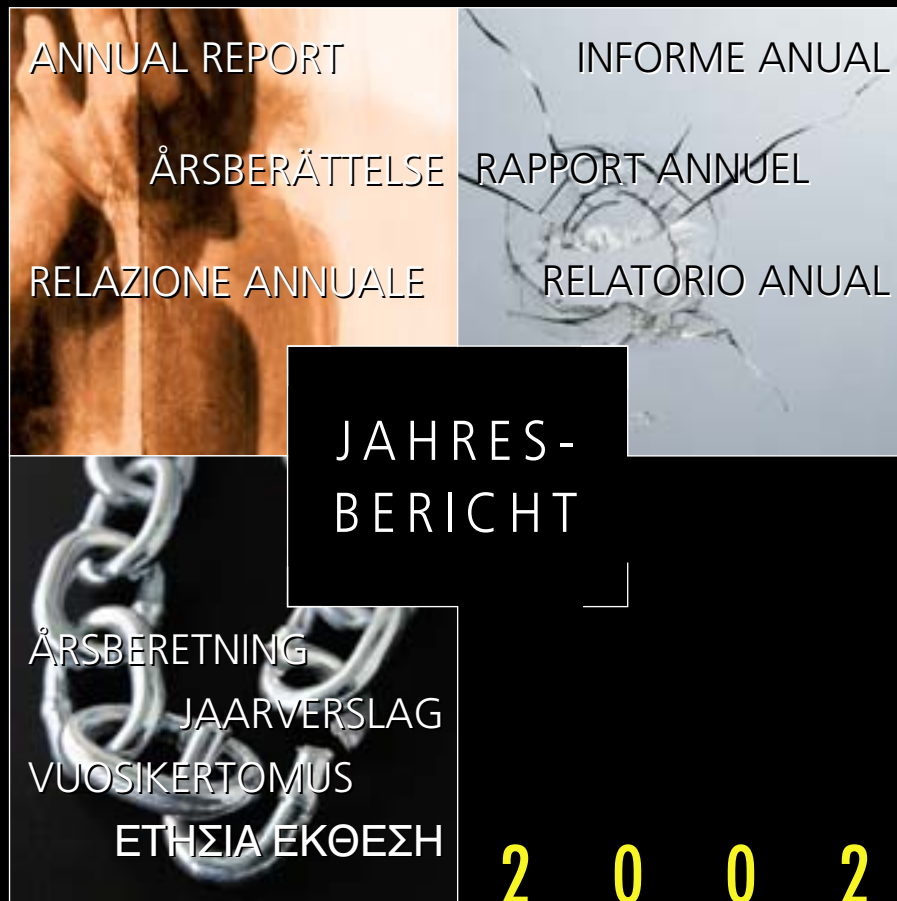 ANNUAL REPORT
INFORME ANUAL
ÅRSBERÄTTELSE
RAPPORT ANNUEL
RELAZIONE ANNUALE
RELATORIO ANUAL
JAHRES-
BERICHT
ÅRSBERETNING
JAARVERSLAG
VUOSIKERTOMUS
ΕΤΗΣΙΑ ΕΚΘΕΣΗ
2 0 0 2